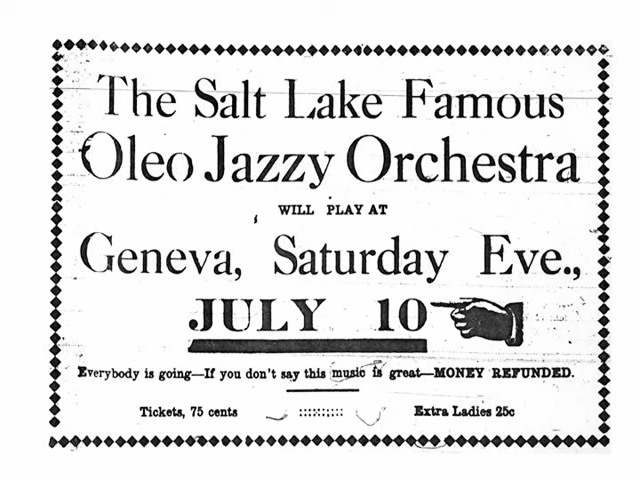 The Salt Lake Famous
Oleo Jazzy Orchestra
WILL PLAY AT
Geneva, Saturday Eve.,
JULY 10
Everybody is going—If you don't say this music is great—MONEY REFUNDED.
Tickets, 75 cents :::::::::: Extra Ladies 25c